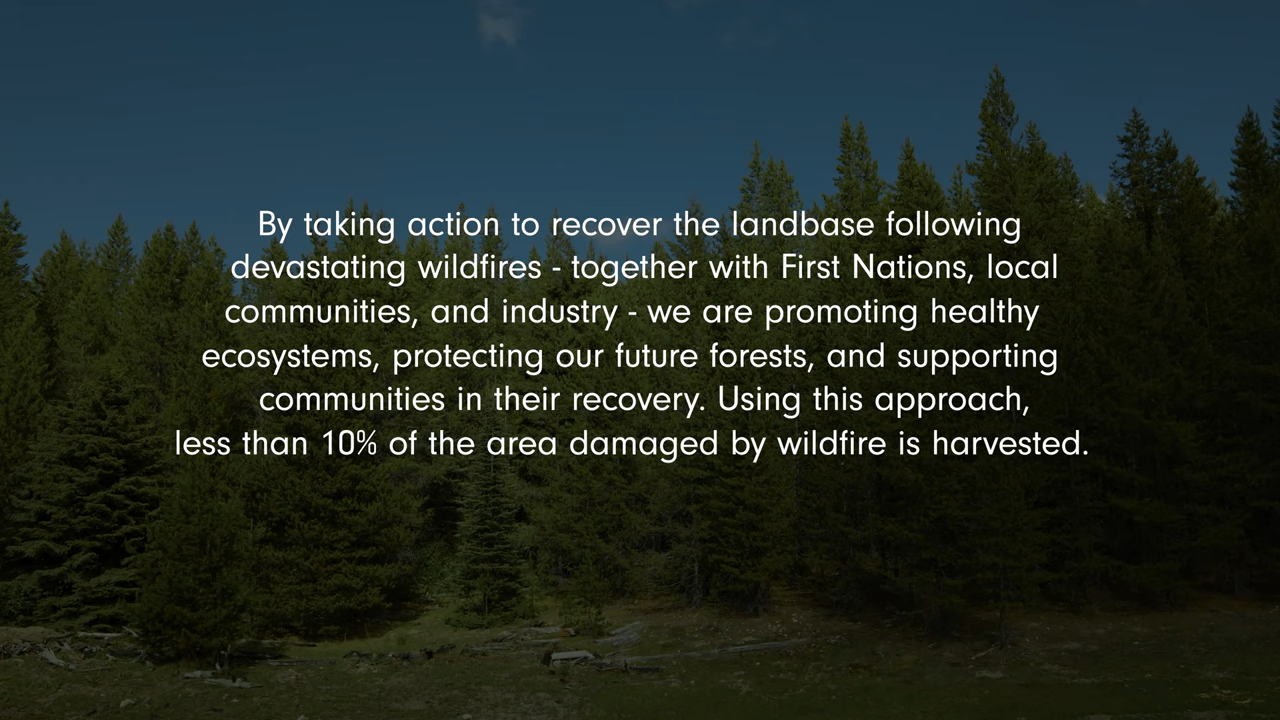 By taking action to recover the landbase following
devastating wildfires - together with First Nations, local
communities, and industry - we are promoting healthy
ecosystems, protecting our future forests, and supporting
communities in their recovery. Using this approach,
less than 10% of the area damaged by wildfire is harvested.